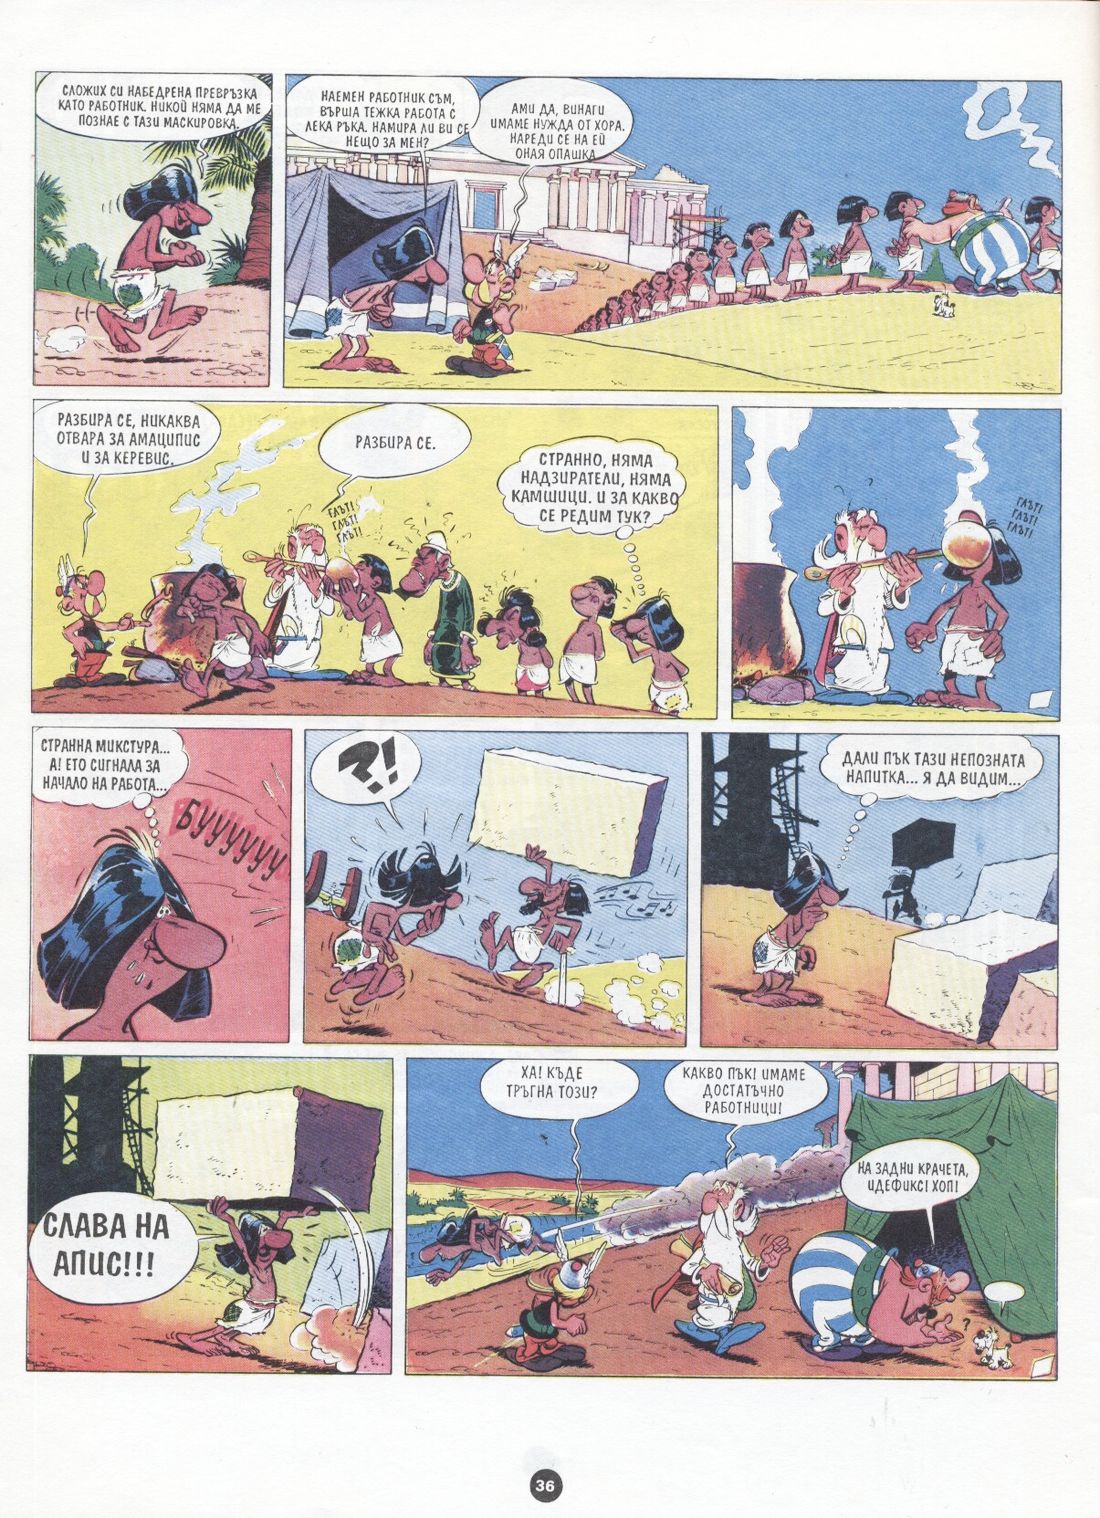 СЛОЖИХ СИ НАБЕДРЕНА ПРЕВРЪЗКА
КАТО РАБОТНИК. НИКОЙ НЯМА ДА МЕ
ПОЗНАЕ С ТАЗИ МАСКИРОВКА.
НАЕМЕН РАБОТНИК СЪМ,
ВЪРША ТЕЖКА РАБОТА С
ЛЕКА РЪКА. НАМИРА ЛИ ВИ СЕ
НЕЩО ЗА МЕН?
АМИ ДА, ВИНАГИ
ИМАМЕ НУЖДА ОТ ХОРА.
НАРЕДИ СЕ НА ЕЙ
ОНАЯ ОПАШКА
РАЗБИРА СЕ, НИКАКВА
ОТВАРА ЗА АМАЦИПИС
И ЗА КЕРЕВИС.
РАЗБИРА СЕ.
ГЛЪТ!
ГЛЪТ!
ГЛЪТ!
СТРАННО, НЯМА
НАДЗИРАТЕЛИ, НЯМА
КАМШИЦИ. И ЗА КАКВО
СЕ РЕДИМ ТУК?
ГЛЪТ!
ГЛЪТ!
ГЛЪТ!
СТРАННА МИКСТУРА...
А! ЕТО СИГНАЛА ЗА
НАЧАЛО НА РАБОТА...
БУУУУУУ
?!
ДАЛИ ПЪК ТАЗИ НЕПОЗНАТА
НАПИТКА... Я ДА ВИДИМ...
СЛАВА НА
АПИС!!!
ХА! КЪДЕ
ТРЪГНА ТОЗИ?
КАКВО ПЪК! ИМАМЕ
ДОСТАТЪЧНО
РАБОТНИЦИ!
НА ЗАДНИ КРАЧЕТА,
ИДЕФИКС! ХОП!
?
36